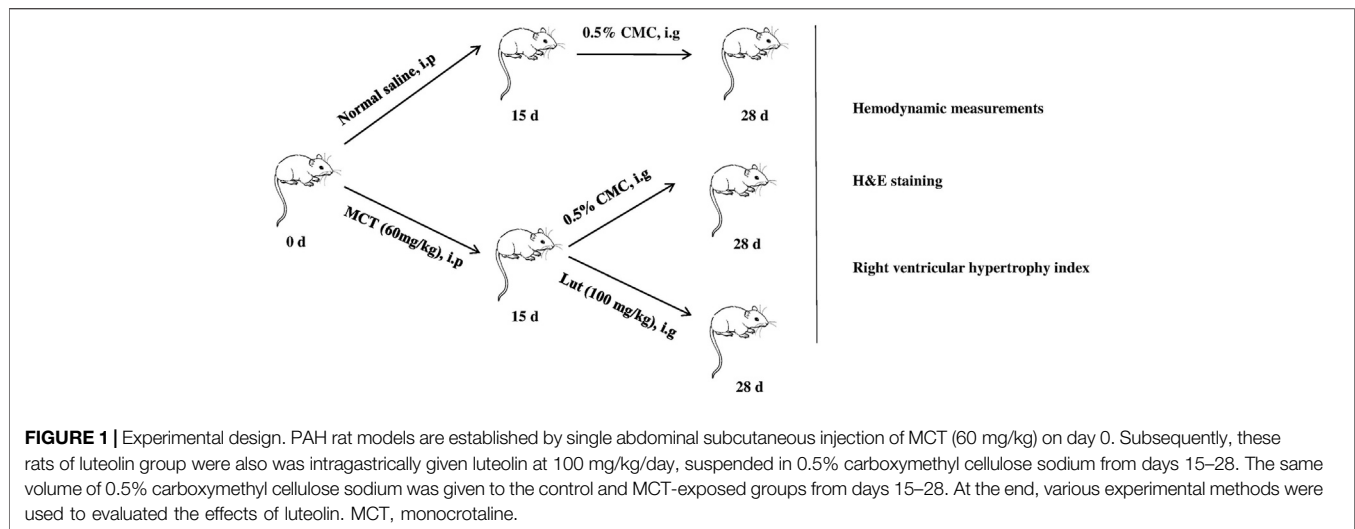 Normal saline, i.p
0.5% CMC, i.g
15 d
28 d
Hemodynamic measurements
0 d
MCT (60mg/kg), i.p
15 d
0.5% CMC, i.g
28 d
H&E staining
Lut (100 mg/kg), i.g
28 d
Right ventricular hypertrophy index
FIGURE 1 | Experimental design. PAH rat models are established by single abdominal subcutaneous injection of MCT (60 mg/kg) on day 0. Subsequently, these
rats of luteolin group were also was intragastrically given luteolin at 100 mg/kg/day, suspended in 0.5% carboxymethyl cellulose sodium from days 15–28. The same
volume of 0.5% carboxymethyl cellulose sodium was given to the control and MCT-exposed groups from days 15–28. At the end, various experimental methods were
used to evaluated the effects of luteolin. MCT, monocrotaline.